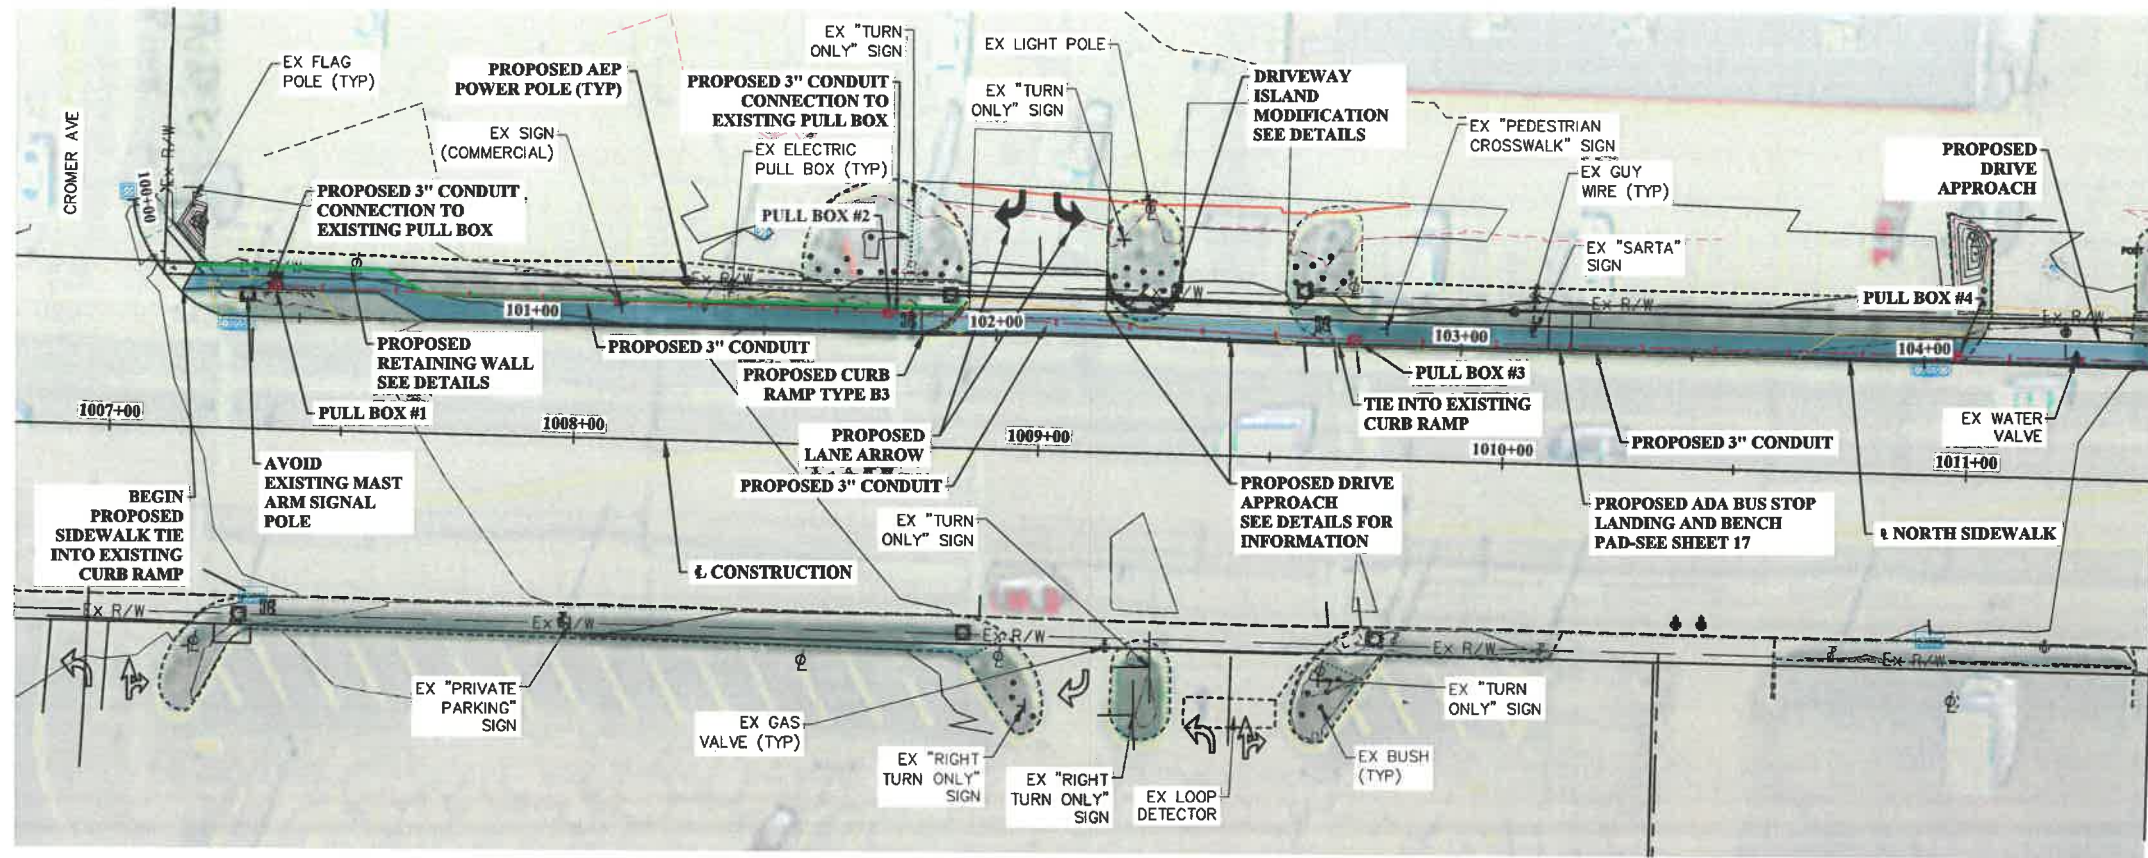 EX "TURN
ONLY" SIGN
EX LIGHT POLE
EX FLAG
POLE (TYP)
PROPOSED AEP
POWER POLE (TYP)
PROPOSED 3" CONDUIT
CONNECTION TO
EXISTING PULL BOX
EX "TURN
ONLY" SIGN
DRIVEWAY
ISLAND
MODIFICATION
SEE DETAILS
CROMER AVE
EX R/W
100+00
EX SIGN
(COMMERCIAL)
EX ELECTRIC
PULL BOX (TYP)
EX "PEDESTRIAN
CROSSWALK" SIGN
EX GUY
WIRE (TYP)
PROPOSED
DRIVE
APPROACH
PROPOSED 3" CONDUIT
CONNECTION TO
EXISTING PULL BOX
PULL BOX #2
EX "SARTA"
SIGN
PULL BOX #4
Ex R/W
Ex R/W
Ex R/W
101+00
102+00
103+00
104+00
PROPOSED
RETAINING WALL
SEE DETAILS
PROPOSED 3" CONDUIT
PROPOSED CURB
RAMP TYPE B3
PULL BOX #3
TIE INTO EXISTING
CURB RAMP
PULL BOX #1
1007+00
1008+00
1009+00
1010+00
1011+00
PROPOSED
LANE ARROW
PROPOSED 3" CONDUIT
PROPOSED 3" CONDUIT
EX WATER
VALVE
AVOID
EXISTING MAST
ARM SIGNAL
POLE
BEGIN
PROPOSED
SIDEWALK TIE
INTO EXISTING
CURB RAMP
EX "TURN
ONLY" SIGN
PROPOSED DRIVE
APPROACH
SEE DETAILS FOR
INFORMATION
PROPOSED ADA BUS STOP
LANDING AND BENCH
PAD-SEE SHEET 17
℄ NORTH SIDEWALK
℄ CONSTRUCTION
Ex R/W
Ex R/W
Ex R/W
Ex R/W
Ex R/W
EX "PRIVATE
PARKING"
SIGN
EX GAS
VALVE (TYP)
EX "RIGHT
TURN ONLY"
SIGN
EX "RIGHT
TURN ONLY"
SIGN
EX LOOP
DETECTOR
EX "TURN
ONLY" SIGN
EX BUSH
(TYP)